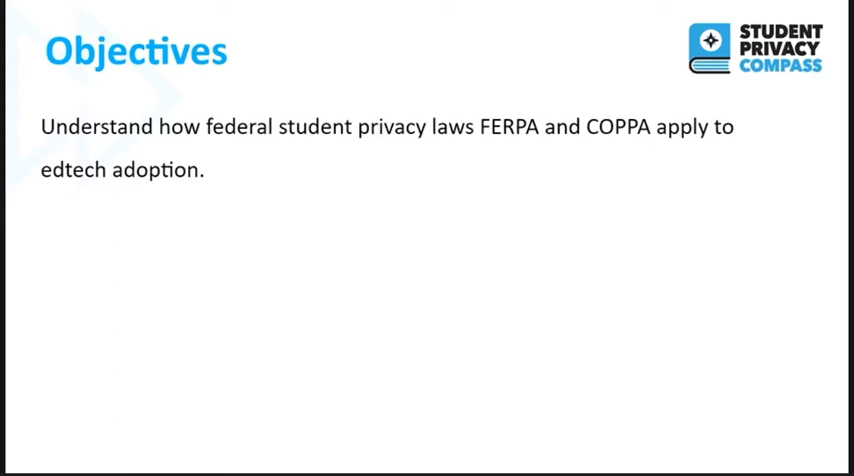 Objectives
STUDENT
PRIVACY
COMPASS
Understand how federal student privacy laws FERPA and COPPA apply to
edtech adoption.